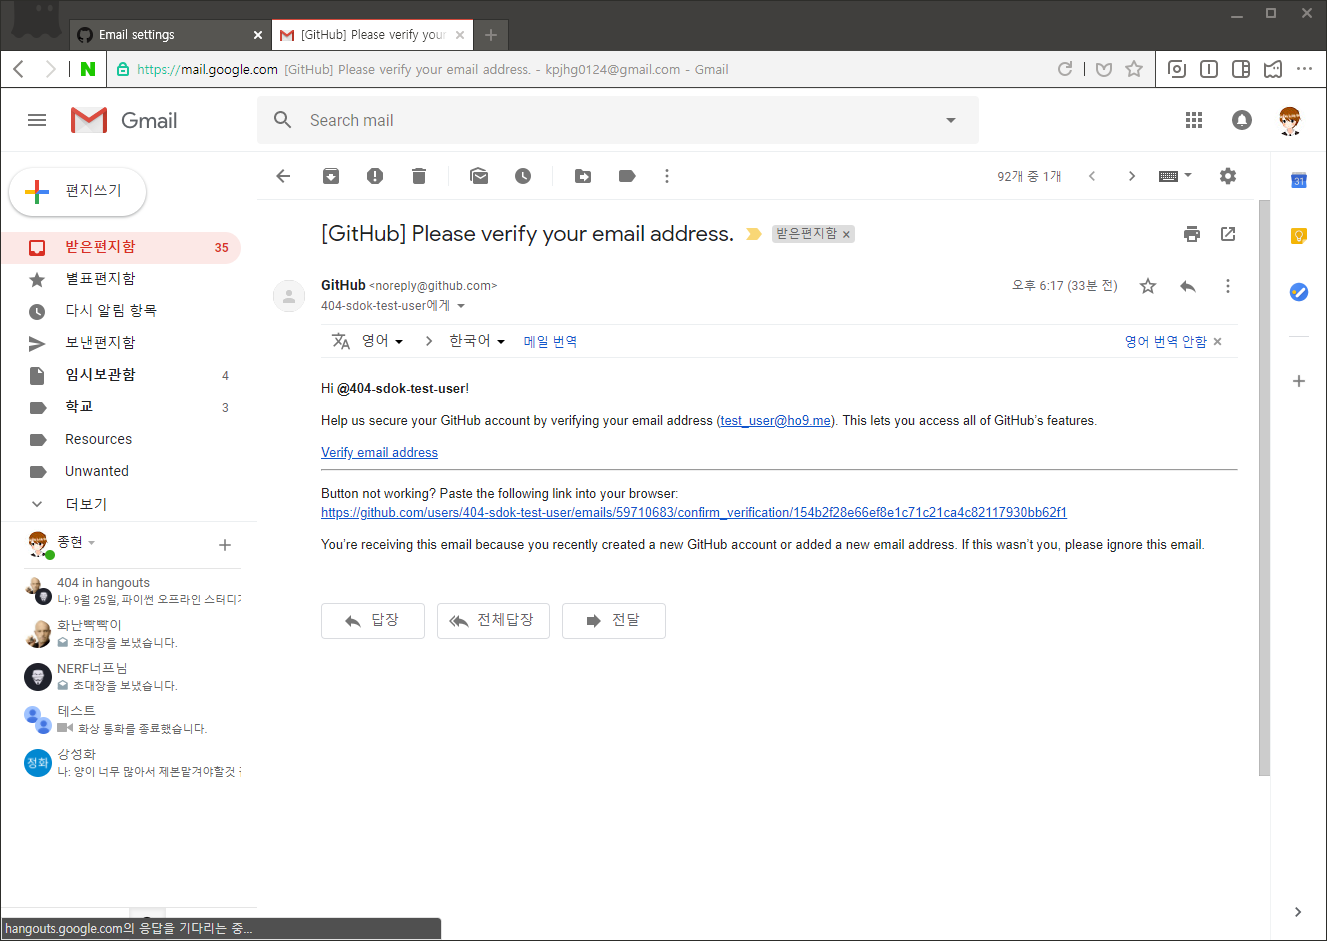 Email settings
[GitHub] Please verify your
https://mail.google.com [GitHub] Please verify your email address. - kpjhg0124@gmail.com - Gmail
Gmail
Search mail
편지쓰기
92개 중 1개
31
받은편지함 35
별표편지함
다시 알림 항목
보낸편지함
임시보관함 4
학교 3
Resources
Unwanted
더보기
종현
404 in hangouts
나: 9월 25일, 파이썬 오프라인 스터디
화난빡빡이
초대장을 보냈습니다.
NERF너프님
초대장을 보냈습니다.
테스트
화상 통화를 종료했습니다.
정화
강성화
나: 양이 너무 많아서 제본맡겨야할것
[GitHub] Please verify your email address. 받은편지함
GitHub <noreply@github.com>
오후 6:17 (33분 전)
404-sdok-test-user에게
영어 > 한국어 메일 번역
영어 번역 안함
Hi @404-sdok-test-user!
Help us secure your GitHub account by verifying your email address (test_user@ho9.me). This lets you access all of GitHub's features.
Verify email address
Button not working? Paste the following link into your browser:
https://github.com/users/404-sdok-test-user/emails/59710683/confirm_verification/154b2f28e66ef8e1c71c21ca4c82117930bb62f1
You're receiving this email because you recently created a new GitHub account or added a new email address. If this wasn't you, please ignore this email.
답장
전체답장
전달
hangouts.google.com의 응답을 기다리는 중...